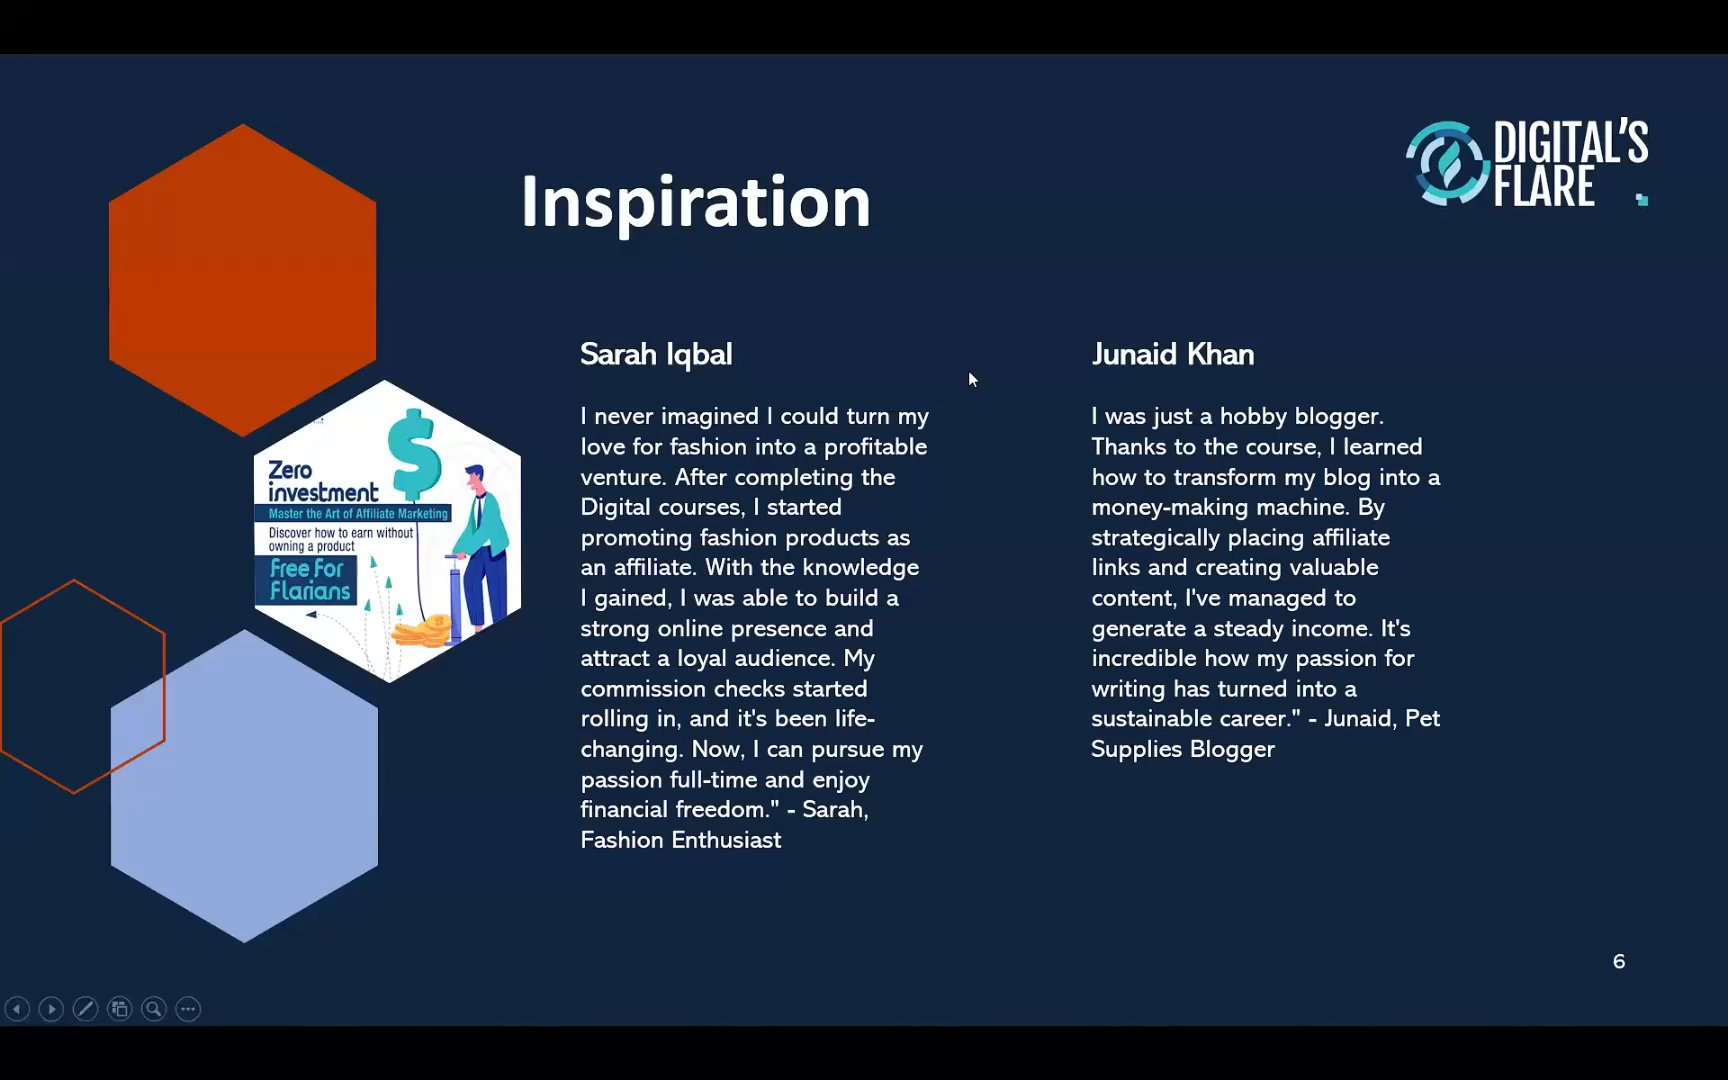 DIGITAL'S
FLARE
Inspiration
Sarah Iqbal
I never imagined I could turn my
love for fashion into a profitable
venture. After completing the
Digital courses, I started
promoting fashion products as
an affiliate. With the knowledge
I gained, I was able to build a
strong online presence and
attract a loyal audience. My
commission checks started
rolling in, and it's been life-
changing. Now, I can pursue my
passion full-time and enjoy
financial freedom." - Sarah,
Fashion Enthusiast
Junaid Khan
I was just a hobby blogger.
Thanks to the course, I learned
how to transform my blog into a
money-making machine. By
strategically placing affiliate
links and creating valuable
content, I've managed to
generate a steady income. It's
incredible how my passion for
writing has turned into a
sustainable career." - Junaid, Pet
Supplies Blogger
Zero
investment
Master the Art of Affiliate Marketing
Discover how to earn without
owning a product
Free For
Flarians
6